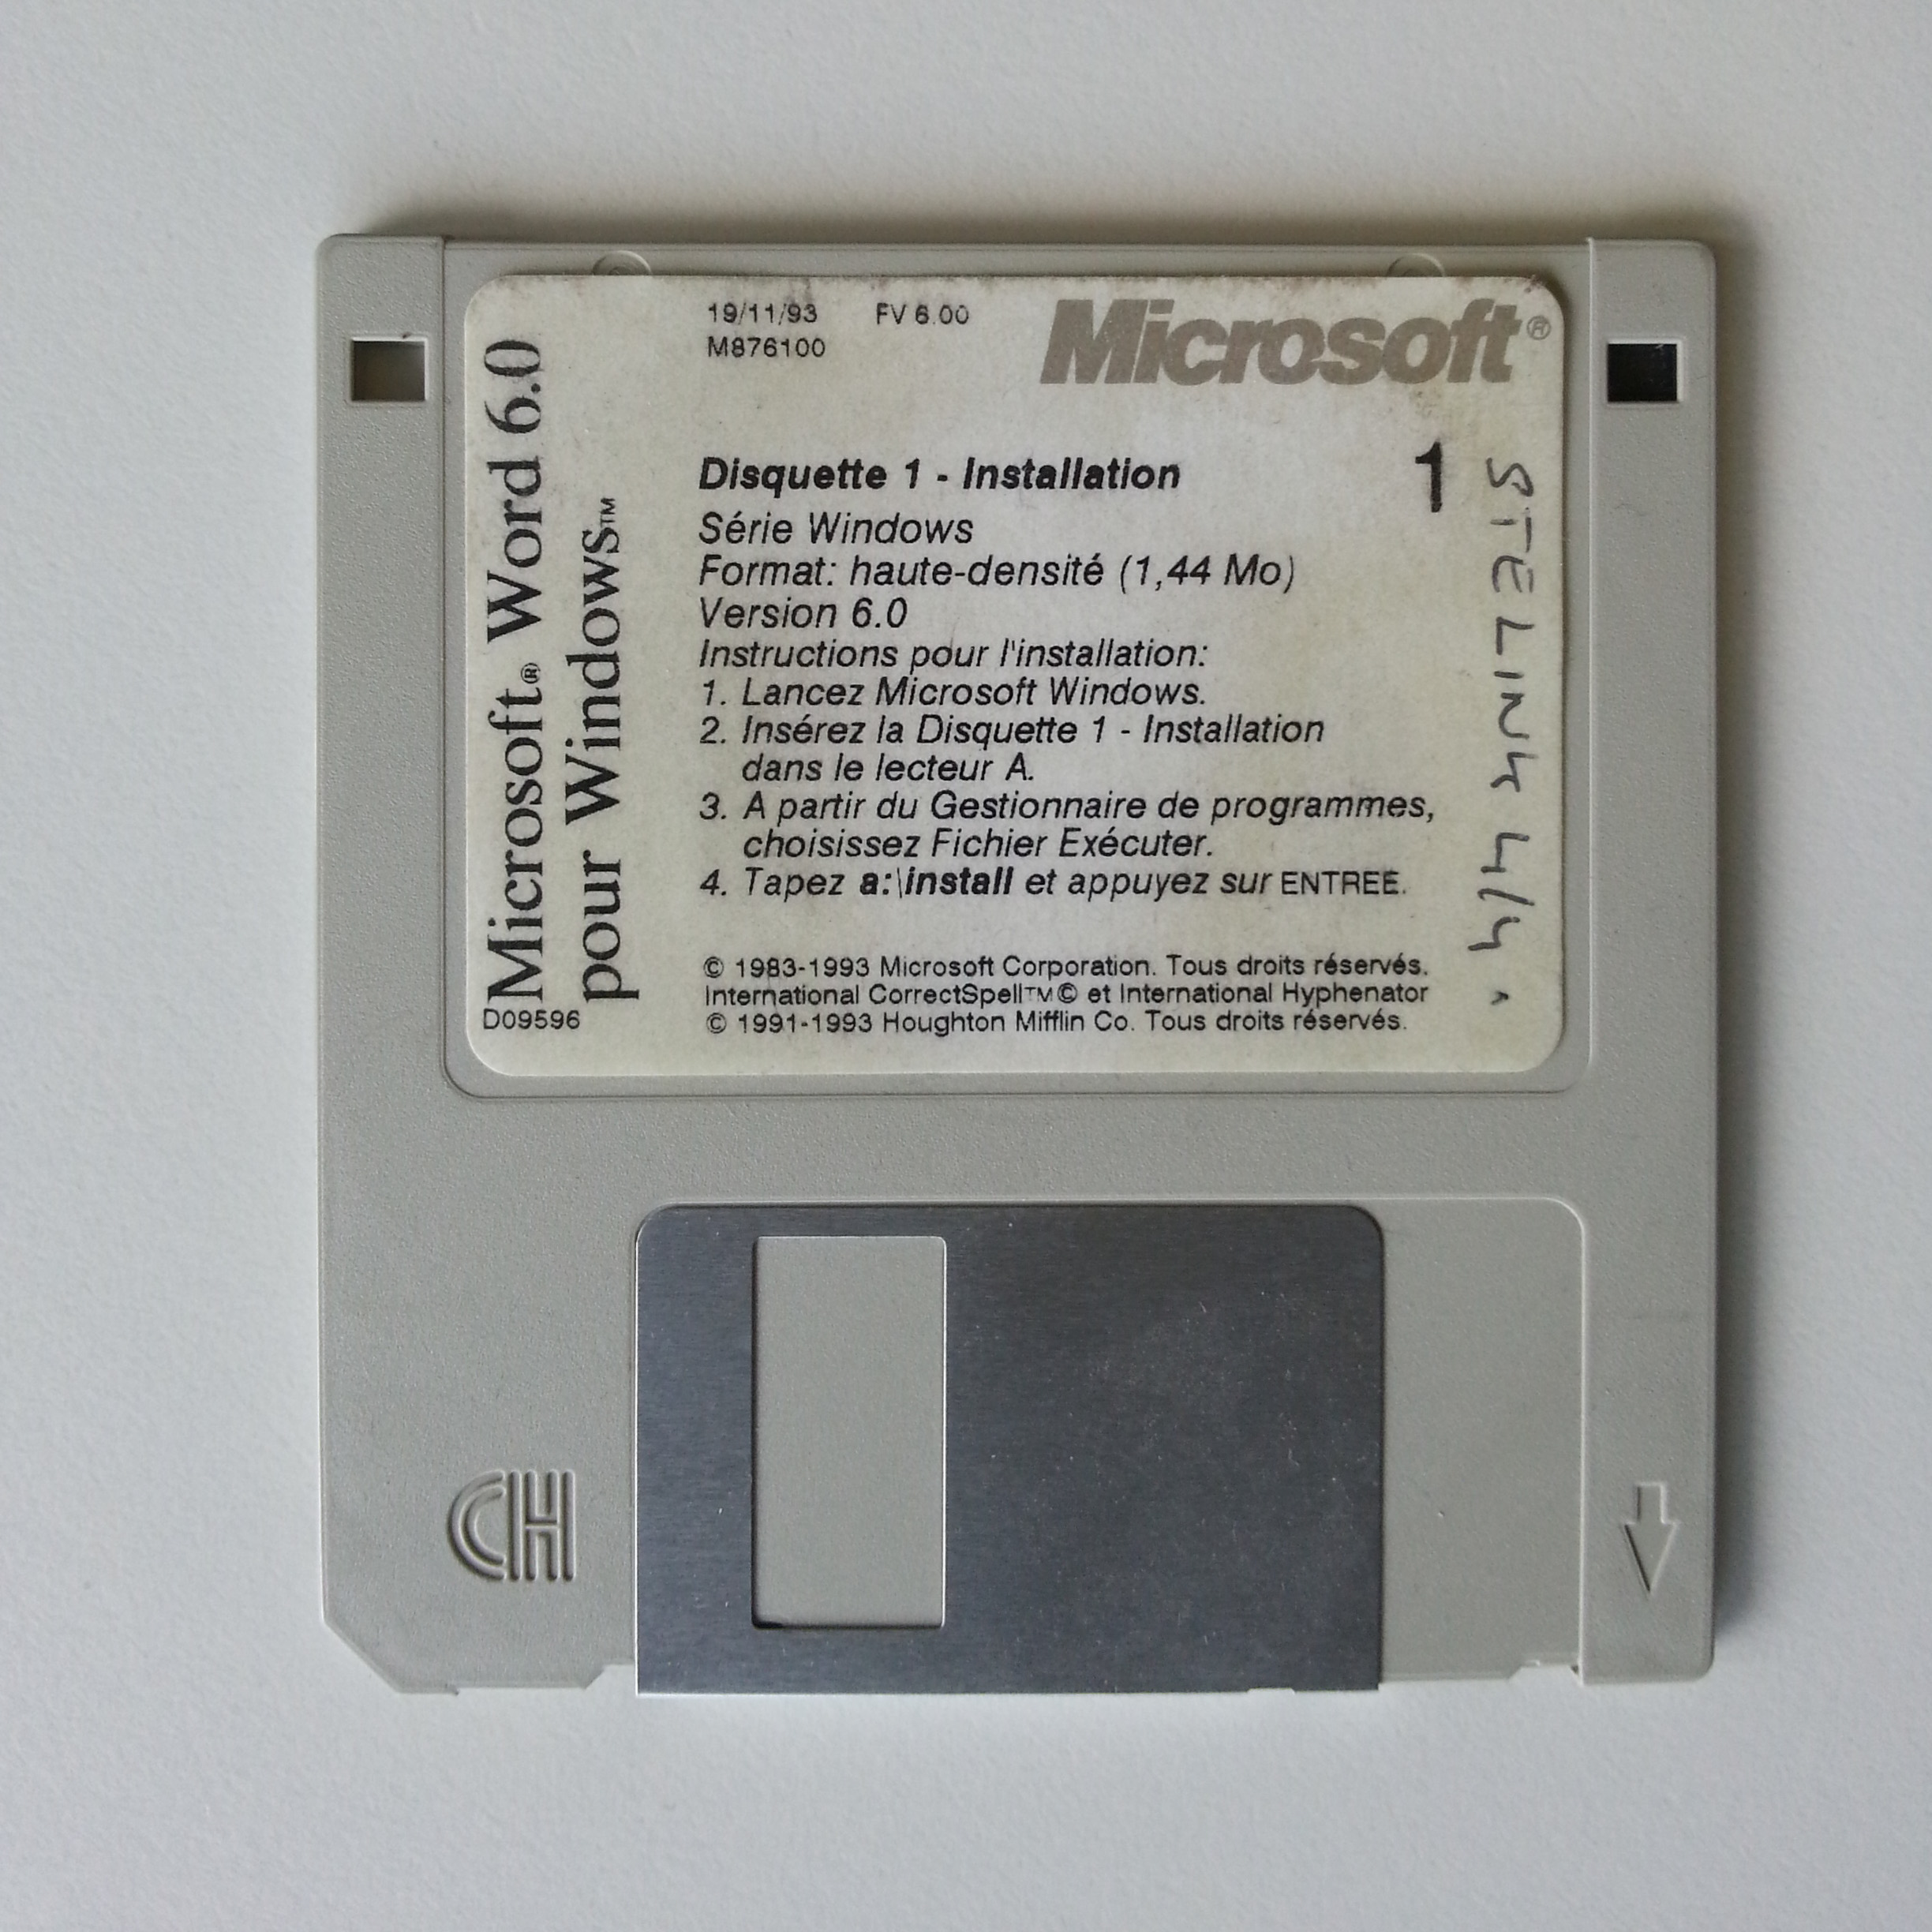 Microsoft® Word 6.0
pour Windows™
D09596
19/11/93 FV 6.00
M876100
Microsoft®
Disquette 1 - Installation
1
Série Windows
Format: haute-densité (1,44 Mo)
Version 6.0
Instructions pour l'installation:
1. Lancez Microsoft Windows.
2. Insérez la Disquette 1 - Installation
dans le lecteur A.
3. A partir du Gestionnaire de programmes,
choisissez Fichier Exécuter.
4. Tapez a:\install et appuyez sur ENTREE.
© 1983-1993 Microsoft Corporation. Tous droits réservés.
International CorrectSpell™© et International Hyphenator
© 1991-1993 Houghton Mifflin Co. Tous droits réservés.
STELINK 4/4
CH